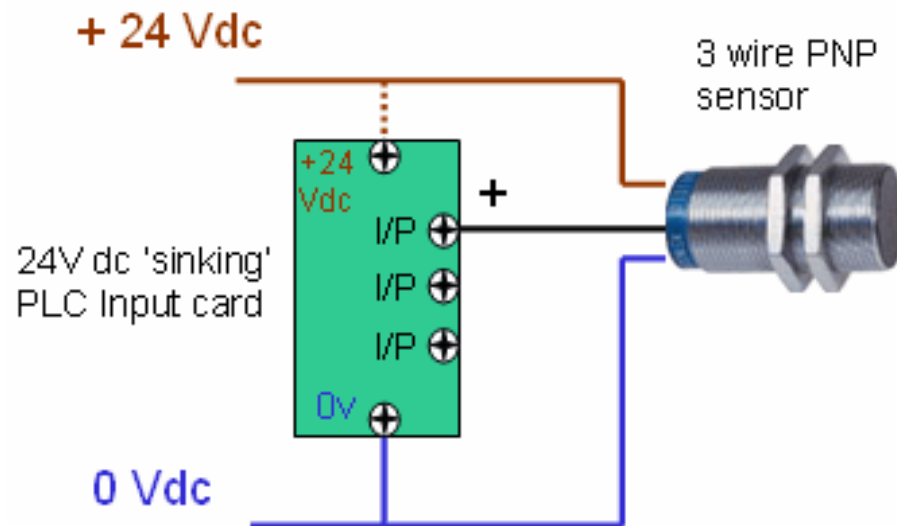 + 24 Vdc
3 wire PNP
sensor
+24
Vdc
+
I/P
24V dc 'sinking'
PLC Input card
I/P
I/P
0v
0 Vdc